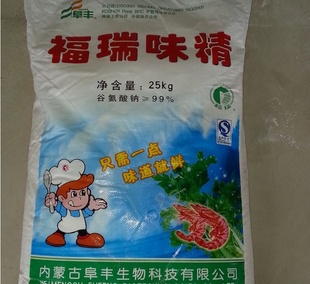 阜丰
福瑞味精
净含量：25kg
谷氨酸钠≥99%
只需一点
味道就鲜
内蒙古阜丰生物科技有限公司